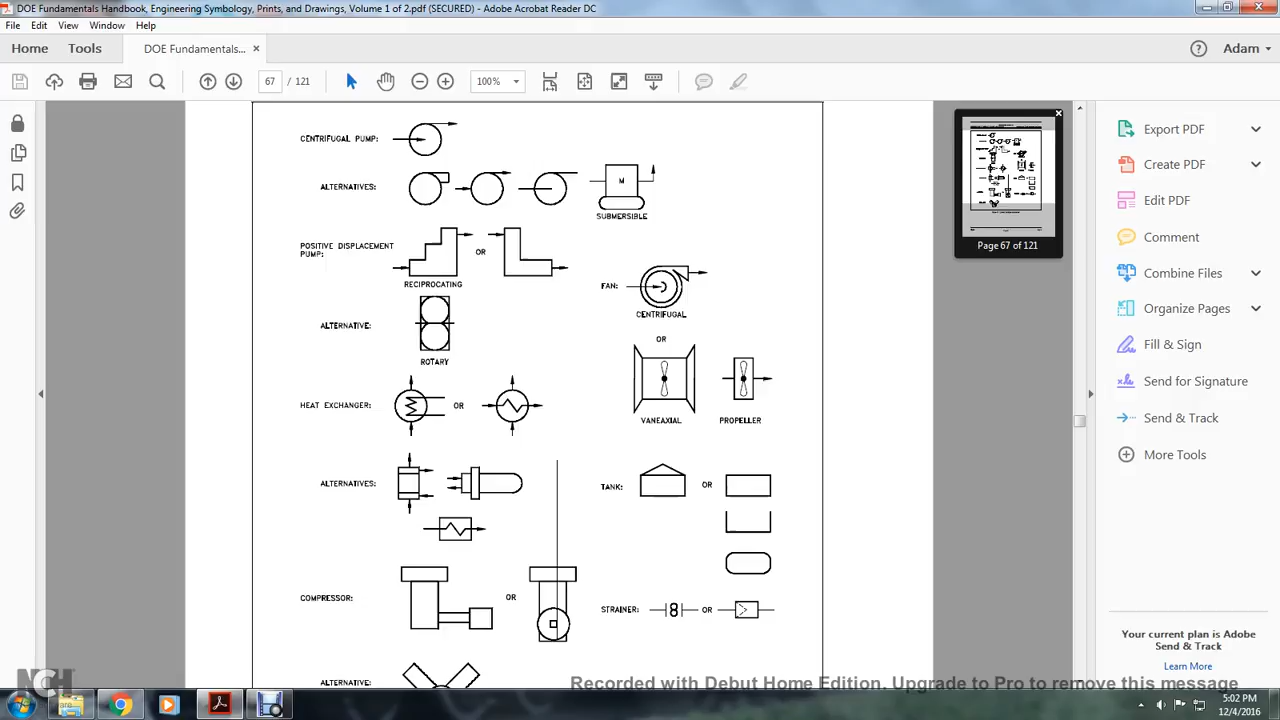 DOE Fundamentals Handbook, Engineering Symbology, Prints, and Drawings, Volume 1 of 2.pdf (SECURED) - Adobe Acrobat Reader DC
File Edit View Window Help
Home Tools DOE Fundamentals... × Adam
67 / 121 100%
CENTRIFUGAL PUMP:
ALTERNATIVES:
M
SUBMERSIBLE
POSITIVE DISPLACEMENT
PUMP:
OR
RECIPROCATING
FAN:
CENTRIFUGAL
ALTERNATIVE:
ROTARY
OR
VANEAXIAL PROPELLER
HEAT EXCHANGER: OR
ALTERNATIVES:
TANK: OR
COMPRESSOR: OR
STRAINER: OR
ALTERNATIVE:
Page 67 of 121
Export PDF
Create PDF
Edit PDF
Comment
Combine Files
Organize Pages
Fill & Sign
Send for Signature
Send & Track
More Tools
Your current plan is Adobe
Send & Track
Learn More
NCH
Recorded with Debut Home Edition. Upgrade to Pro to remove this message
5:02 PM
12/4/2016